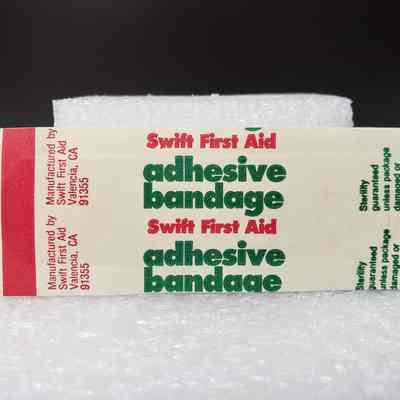 Swift First Aid
adhesive
bandage
Swift First Aid
adhesive
bandage
Manufactured by
Swift First Aid
Valencia, CA
91355
Manufactured by
Swift First Aid
Valencia, CA
91355
Sterility
guaranteed
unless package
damaged or
Sterility
guaranteed
unless package
damaged or